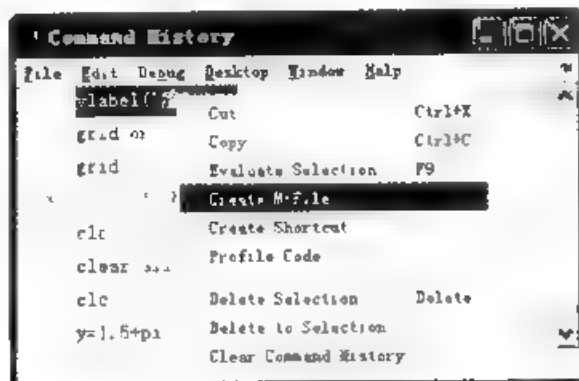 Command History
File Edit Debug Desktop Window Help
ylabel('
Cut Ctrl+X
grid on
Copy Ctrl+C
grid
Evaluate Selection F9
Create M-File
clc
Create Shortcut
clear
Profile Code
clc
Delete Selection Delete
y=1.5*pi
Delete to Selection
Clear Command History